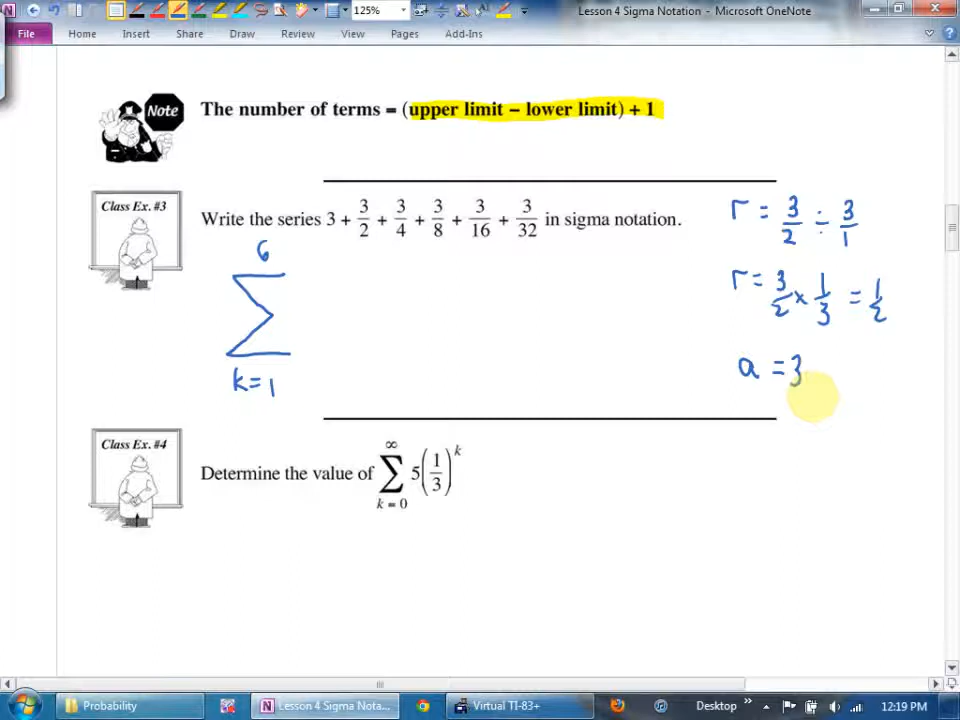 125%
Lesson 4 Sigma Notation - Microsoft OneNote
File Home Insert Share Draw Review View Pages Add-Ins
Note
The number of terms = (upper limit – lower limit) + 1
Class Ex. #3
Write the series 3 + 3/2 + 3/4 + 3/8 + 3/16 + 3/32 in sigma notation.
r = 3/2 ÷ 3/1
6
Σ
k=1
r = 3/2 × 1/3 = 1/2
a = 3
Class Ex. #4
Determine the value of ∞ Σ k = 0 5(1/3)^k
Probability
Lesson 4 Sigma Nota...
Virtual TI-83+
Desktop
12:19 PM